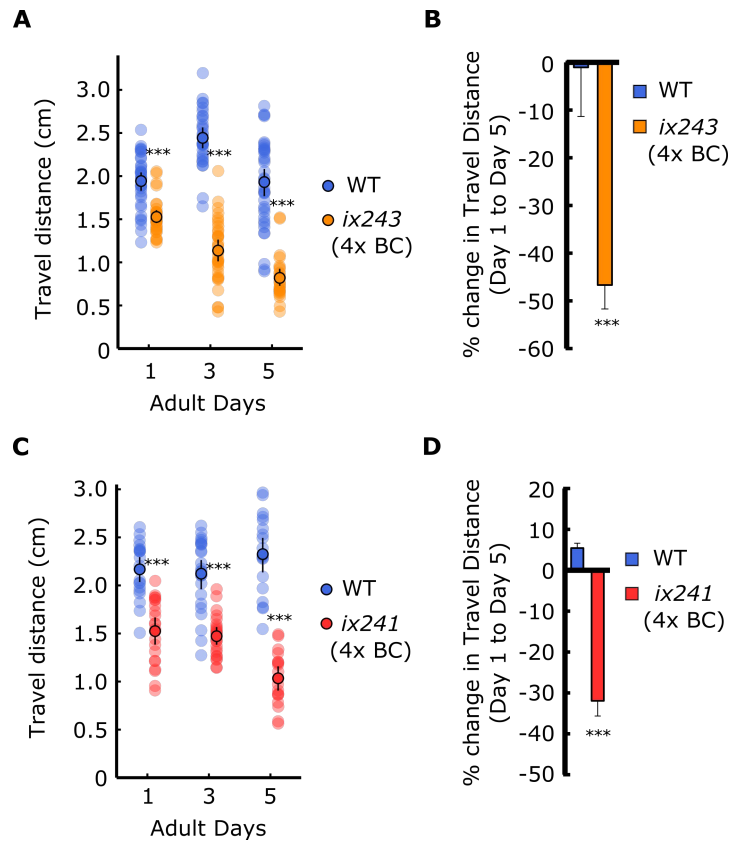 A
Travel distance (cm)
3.0
2.5
2.0
1.5
1.0
0.5
0
***
***
***
1
3
5
Adult Days
WT
ix243
(4x BC)
B
% change in Travel Distance
(Day 1 to Day 5)
0
-10
-20
-30
-40
-50
-60
***
WT
ix243
(4x BC)
C
Travel distance (cm)
3.0
2.5
2.0
1.5
1.0
0.5
0
***
***
***
1
3
5
Adult Days
WT
ix241
(4x BC)
D
% change in Travel Distance
(Day 1 to Day 5)
20
10
0
-10
-20
-30
-40
-50
***
WT
ix241
(4x BC)